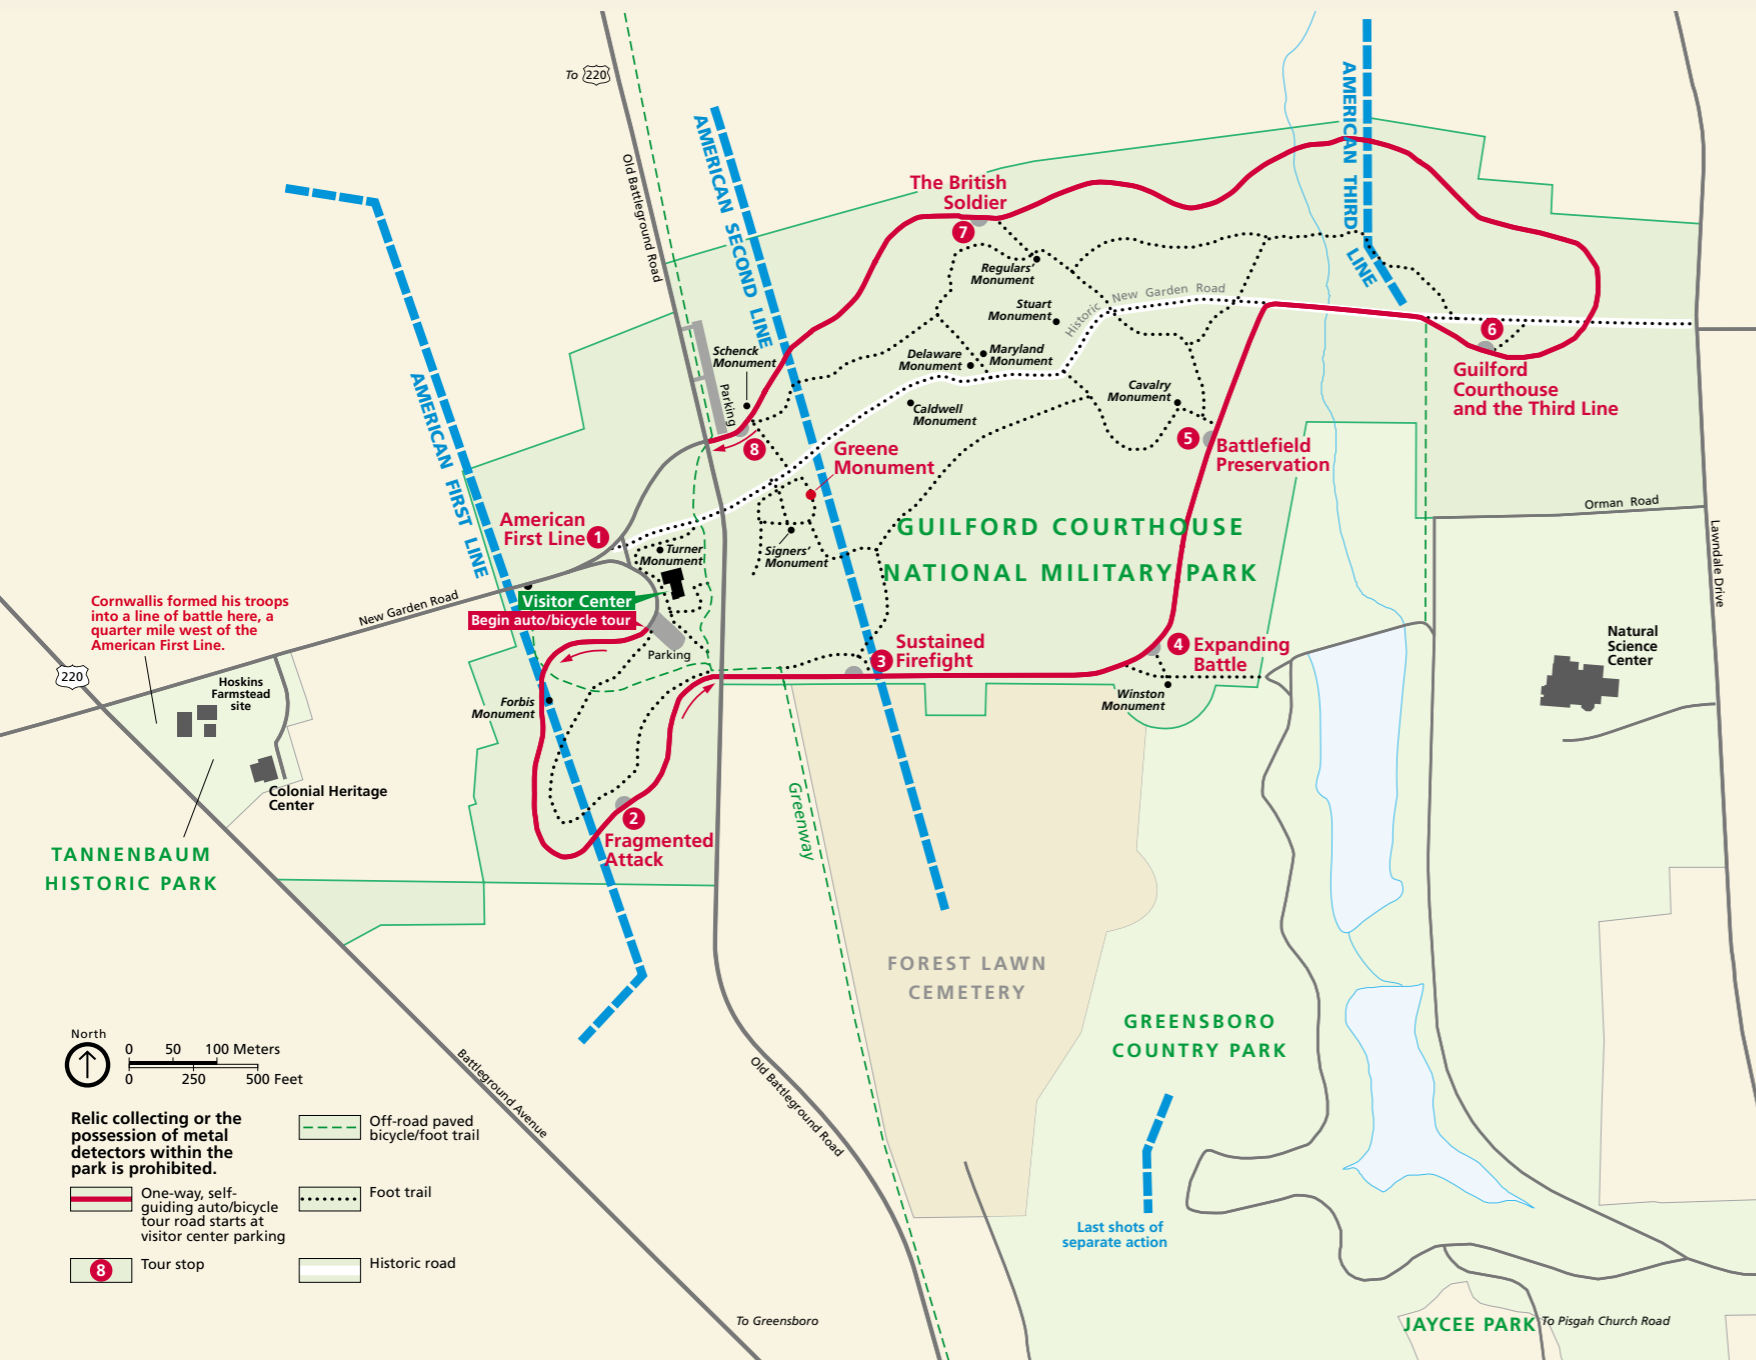 To 220
Old Battleground Road
AMERICAN SECOND LINE
AMERICAN THIRD LINE
The British
Soldier
7
Regulars'
Monument
Stuart
Monument
Historic New Garden Road
Schenck
Monument
Delaware
Monument
Maryland
Monument
6
Guilford
Courthouse
and the Third Line
Parking
Cavalry
Monument
Caldwell
Monument
8
Greene
Monument
5
Battlefield
Preservation
AMERICAN FIRST LINE
American
First Line
1
Turner
Monument
Signers'
Monument
GUILFORD COURTHOUSE
NATIONAL MILITARY PARK
Orman Road
Lawndale Drive
Cornwallis formed his troops
into a line of battle here, a
quarter mile west of the
American First Line.
New Garden Road
Visitor Center
Begin auto/bicycle tour
Parking
3
Sustained
Firefight
4
Expanding
Battle
Natural
Science
Center
220
Hoskins
Farmstead
site
Forbis
Monument
Winston
Monument
Colonial Heritage
Center
2
Fragmented
Attack
Greenway
TANNENBAUM
HISTORIC PARK
FOREST LAWN
CEMETERY
GREENSBORO
COUNTRY PARK
North
0 50 100 Meters
0 250 500 Feet
Battleground Avenue
Old Battleground Road
Relic collecting or the
possession of metal
detectors within the
park is prohibited.
Off-road paved
bicycle/foot trail
One-way, self-
guiding auto/bicycle
tour road starts at
visitor center parking
Foot trail
8
Tour stop
Historic road
Last shots of
separate action
To Greensboro
JAYCEE PARK
To Pisgah Church Road